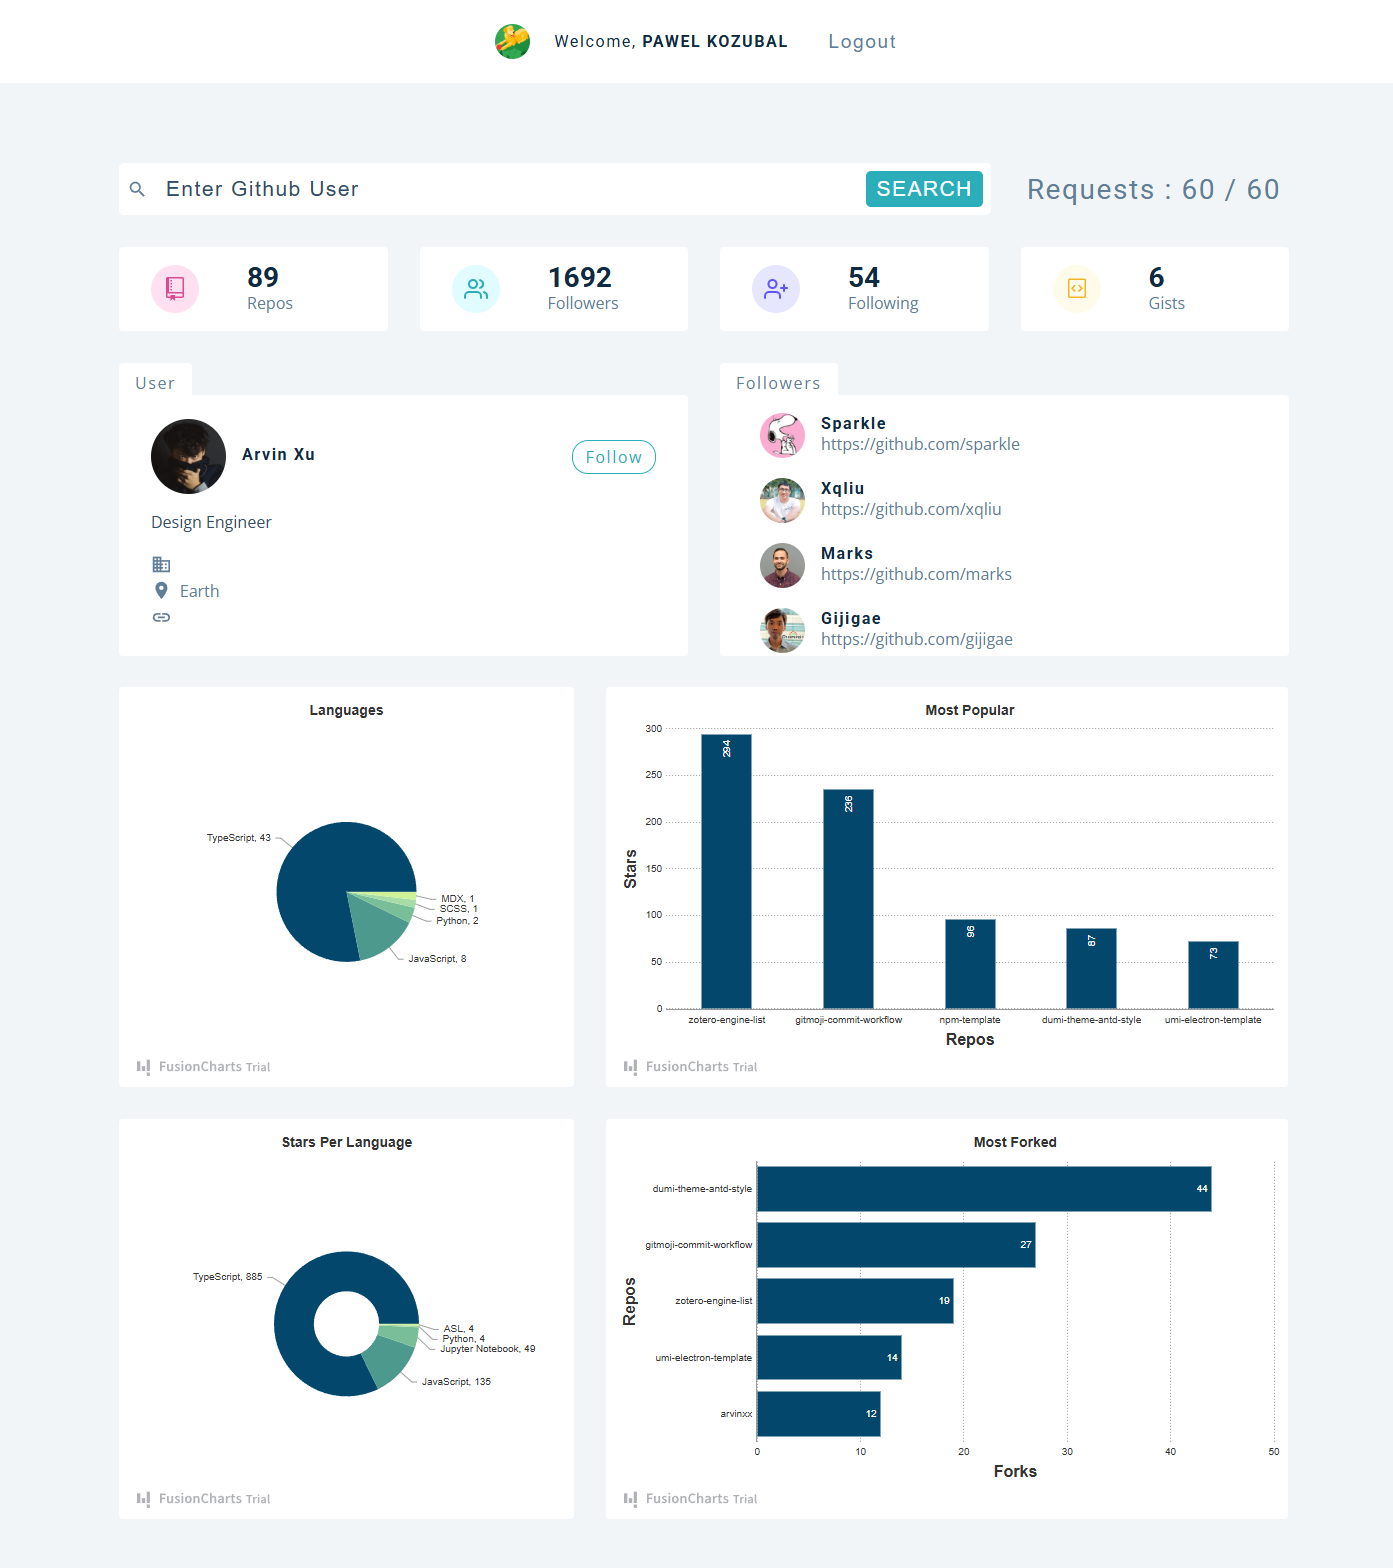 Welcome, PAWEL KOZUBAL Logout
Enter Github User SEARCH Requests : 60 / 60
89
Repos
1692
Followers
54
Following
6
Gists
User
Arvin Xu
Follow
Design Engineer
Earth
Followers
Sparkle
https://github.com/sparkle
Xqliu
https://github.com/xqliu
Marks
https://github.com/marks
Gijigae
https://github.com/gijigae
Languages
TypeScript, 43
MDX, 1
SCSS, 1
Python, 2
JavaScript, 8
FusionCharts Trial
Most Popular
Stars
300
250
200
150
100
50
0
294
236
96
87
73
zotero-engine-list gitmoji-commit-workflow npm-template dumi-theme-antd-style umi-electron-template
Repos
FusionCharts Trial
Stars Per Language
TypeScript, 885
ASL, 4
Python, 4
Jupyter Notebook, 49
JavaScript, 135
FusionCharts Trial
Most Forked
Repos
dumi-theme-antd-style 44
gitmoji-commit-workflow 27
zotero-engine-list 19
umi-electron-template 14
arvinxx 12
0 10 20 30 40 50
Forks
FusionCharts Trial